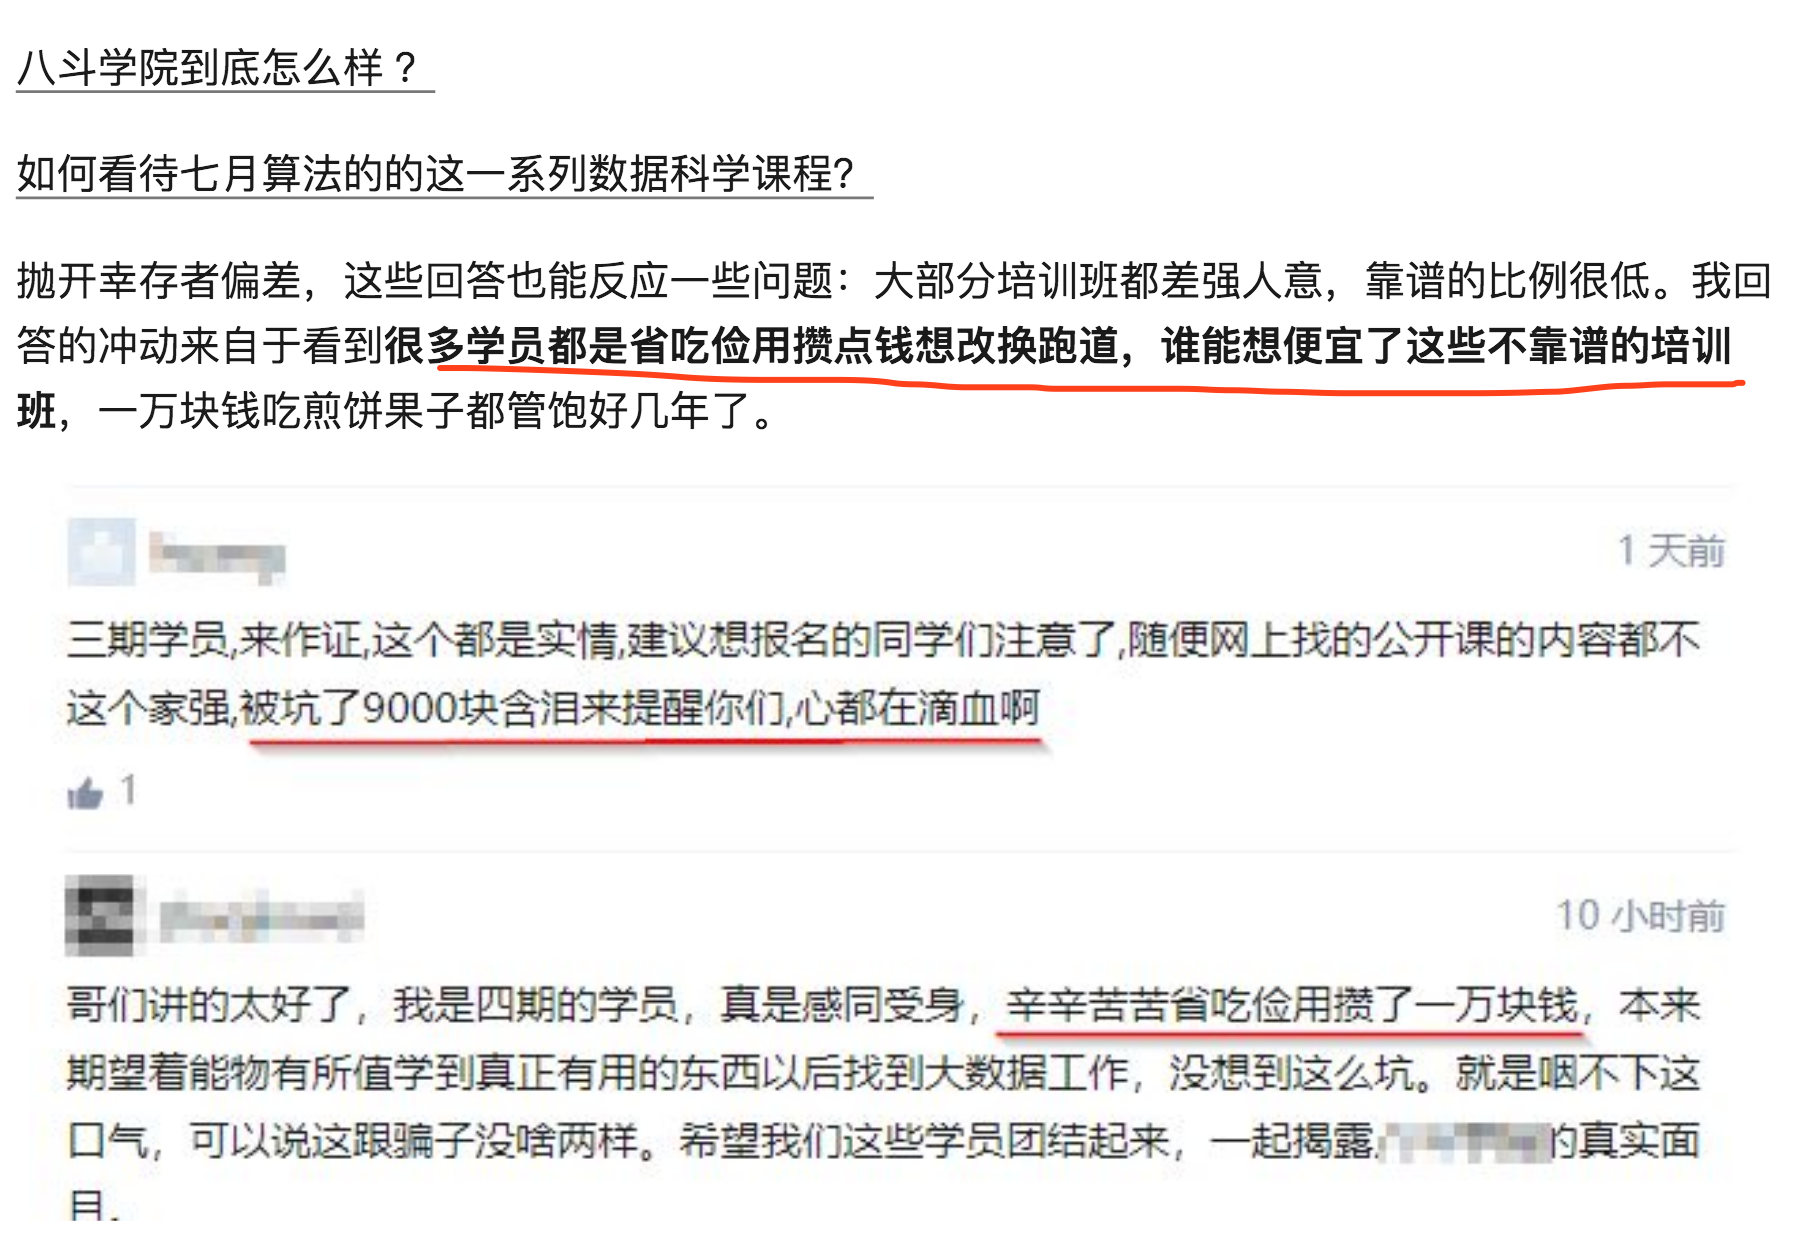 八斗学院到底怎么样？
如何看待七月算法的的这一系列数据科学课程?
抛开幸存者偏差，这些回答也能反应一些问题：大部分培训班都差强人意，靠谱的比例很低。我回
答的冲动来自于看到很多学员都是省吃俭用攒点钱想改换跑道，谁能想便宜了这些不靠谱的培训
班，一万块钱吃煎饼果子都管饱好几年了。
1 天前
三期学员,来作证,这个都是实情,建议想报名的同学们注意了,随便网上找的公开课的内容都不
这个家强,被坑了9000块含泪来提醒你们,心都在滴血啊
1
10 小时前
哥们讲的太好了，我是四期的学员，真是感同受身，辛辛苦苦省吃俭用攒了一万块钱，本来
期望着能物有所值学到真正有用的东西以后找到大数据工作，没想到这么坑。就是咽不下这
口气，可以说这跟骗子没啥两样。希望我们这些学员团结起来，一起揭露的真实面
目.